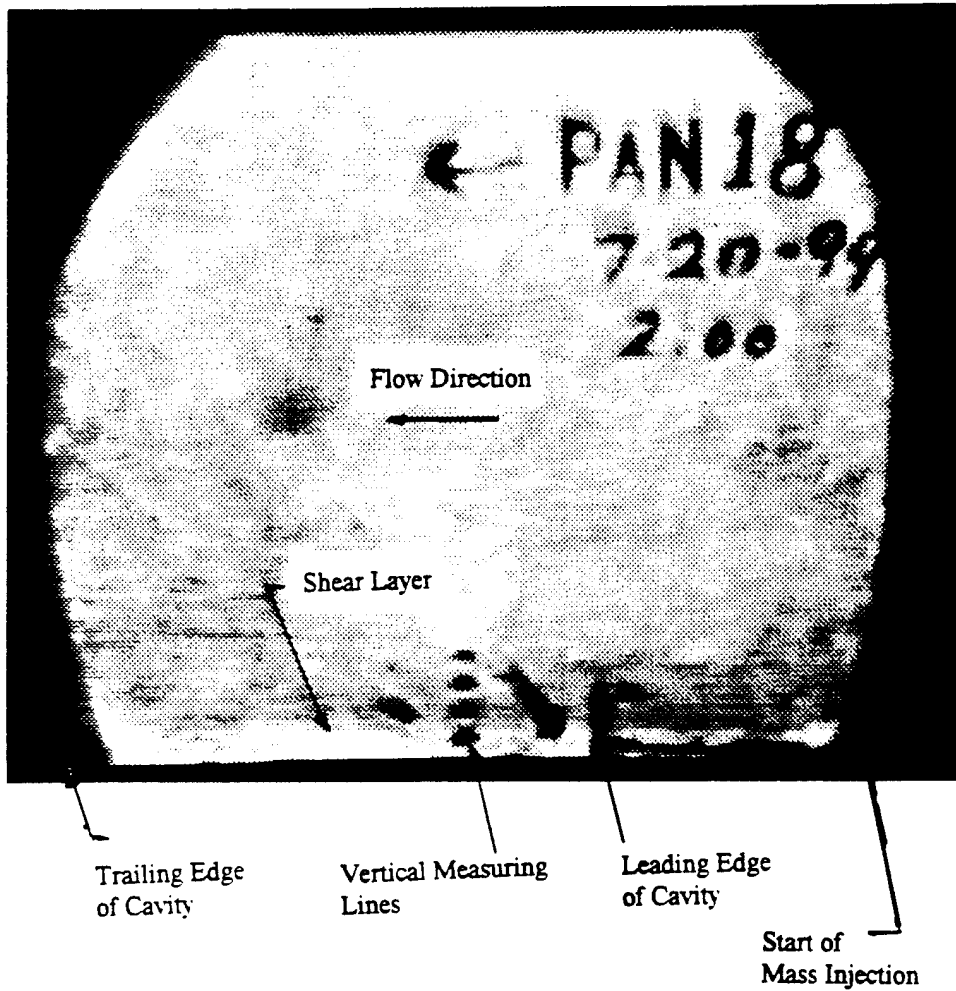 PAN 18
7 20-99
2.00
Flow Direction
Shear Layer
Trailing Edge
of Cavity
Vertical Measuring
Lines
Leading Edge
of Cavity
Start of
Mass Injection